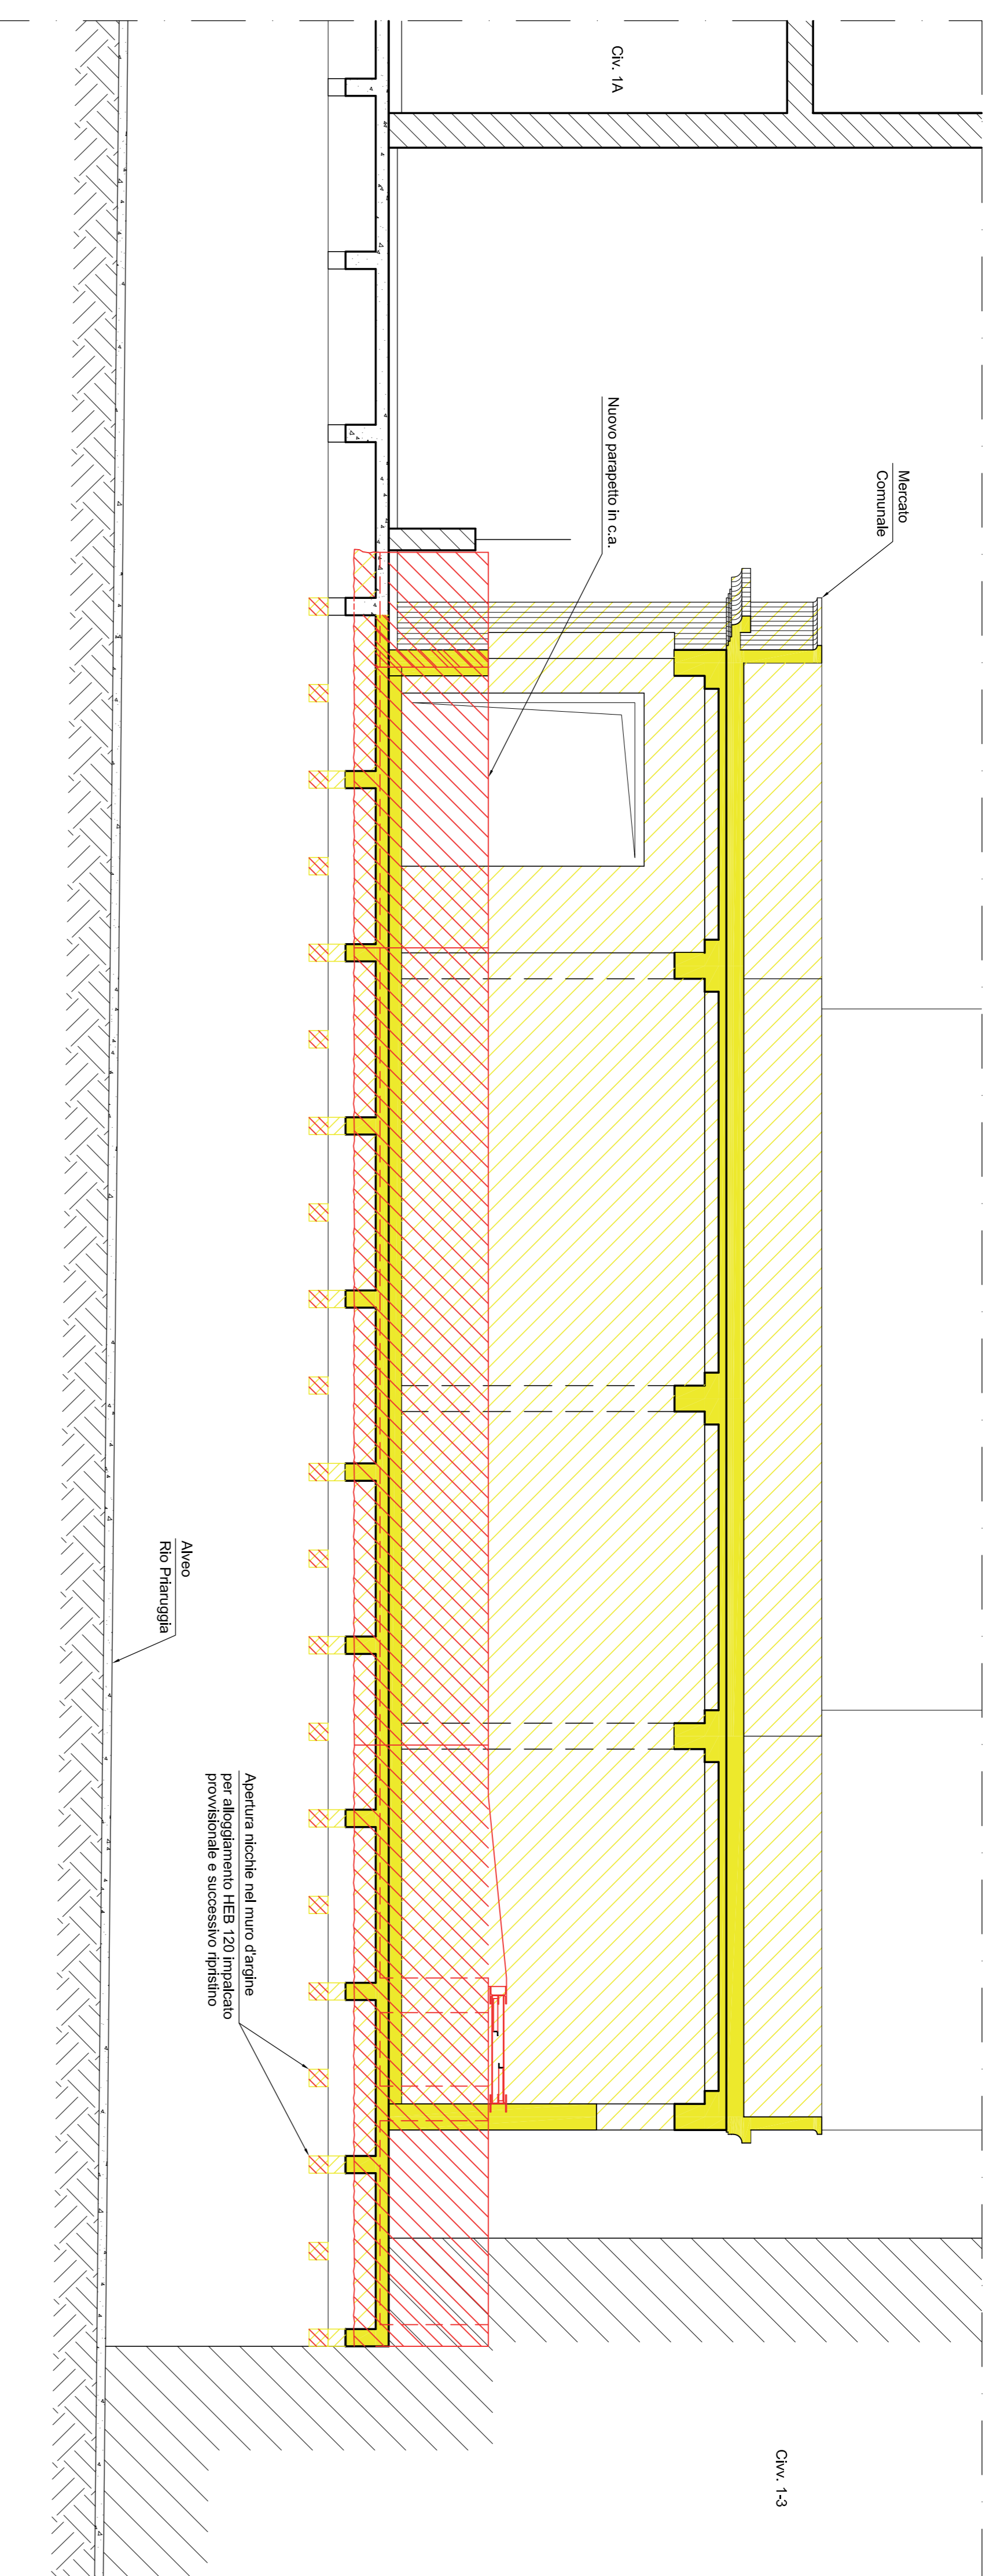 Civ. 1A
Mercato
Comunale
Nuovo parapetto in c.a.
Alveo
Rio Priaruggia
Apertura nicchie nel muro d'argine
per alloggiamento HEB 120 impalcato
provvisionale e successivo ripristino
Civv. 1-3